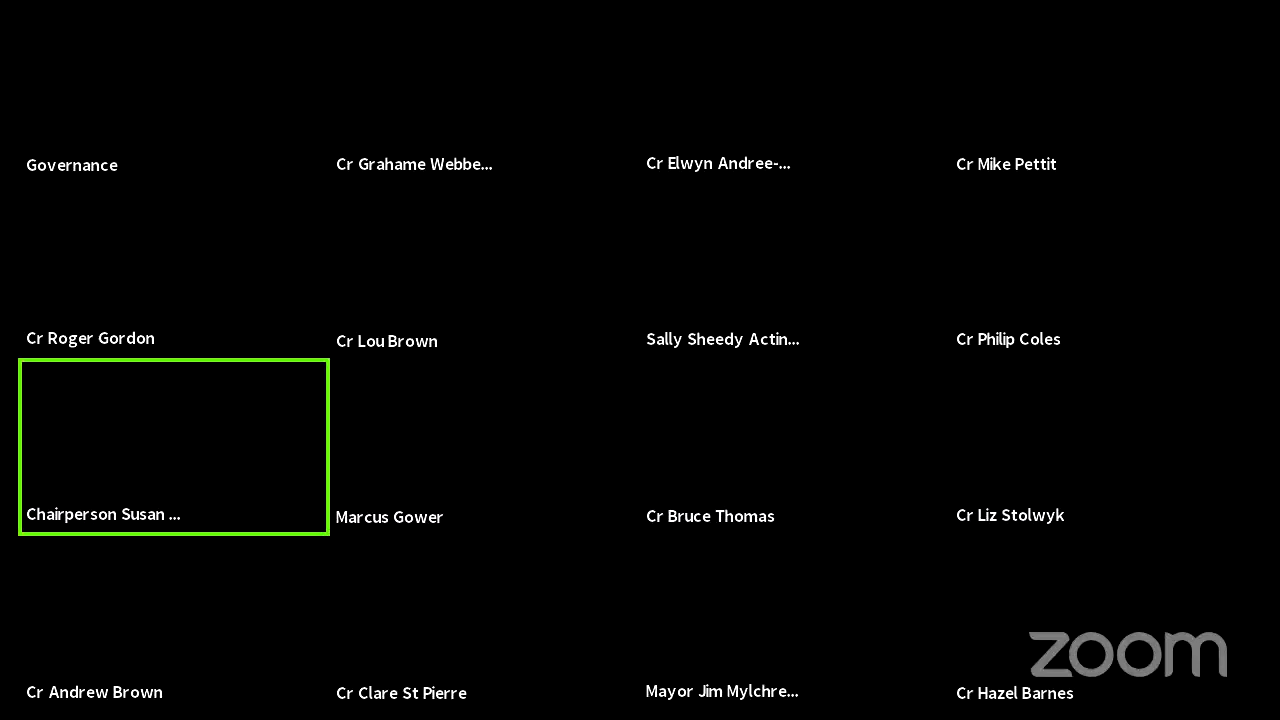 Governance
Cr Grahame Webbe...
Cr Elwyn Andree-...
Cr Mike Pettit
Cr Roger Gordon
Cr Lou Brown
Sally Sheedy Actin...
Cr Philip Coles
Chairperson Susan ...
Marcus Gower
Cr Bruce Thomas
Cr Liz Stolwyk
zoom
Cr Andrew Brown
Cr Clare St Pierre
Mayor Jim Mylchre...
Cr Hazel Barnes